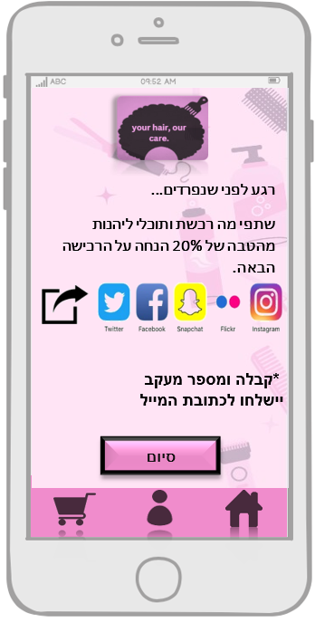 ABC 09:52 AM
your hair, our
care.
רגע לפני שנפרדים...
שתפי מה רכשת ותוכלי ליהנות
מהטבה של 20% הנחה על הרכישה
הבאה.
Twitter Facebook Snapchat Flickr Instagram
*קבלה ומספר מעקב
יישלחו לכתובת המייל
סיום